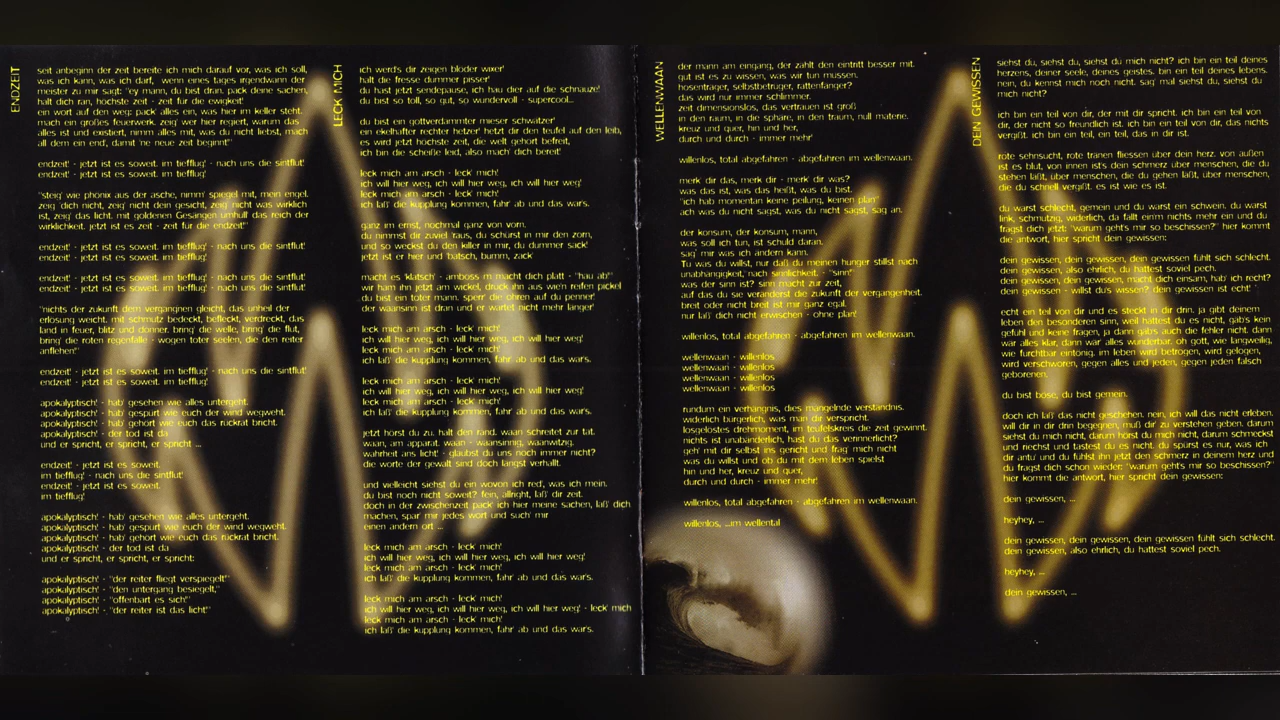 ENDZEIT
seit anbeginn der zeit bereite ich mich darauf vor, was ich soll,
was ich kann, was ich darf, wenn eines tages irgendwann der
meister zu mir sagt: "ey mann, du bist dran. pack deine sachen,
halt dich ran, höchste zeit - zeit für die ewigkeit!
ein wort auf den weg: pack' alles ein, was hier im keller steht.
mach ein großes feuerwerk. zeig' wer hier regiert, warum das
alles ist und existiert, nimm alles mit, was du nicht liebst, mach
all dem ein end', damit 'ne neue zeit beginnt"
endzeit' - jetzt ist es soweit. im tiefflug' - nach uns die sintflut!
endzeit' - jetzt ist es soweit. im tiefflug'
"steig' wie phönix aus der asche, nimm' spiegel mit, mein engel.
zeig 'dich nicht, zeig' nicht dein gesicht, zeig' nicht was wirklich
ist, zeig' das licht. mit goldenen Gesängen umhüll' das reich der
wirklichkeit. jetzt ist es zeit - zeit für die endzeit"
endzeit' - jetzt ist es soweit. im tiefflug' - nach uns die sintflut!
endzeit' - jetzt ist es soweit. im tiefflug'
endzeit' - jetzt ist es soweit. im tiefflug' - nach uns die sintflut!
endzeit' - jetzt ist es soweit. im tiefflug'
"nichts der zukunft dem vergangnen gleicht, das unheil der
erlösung weicht. mit schmutz bedeckt, befleckt, verdreckt, das
land in feuer, blitz und donner. bring' die welle, bring' die flut,
bring' die roten regenfälle - wogen toter seelen, die den reiter
anflehen"
endzeit' - jetzt ist es soweit. im tiefflug' - nach uns die sintflut!
endzeit' - jetzt ist es soweit. im tiefflug'
apokalyptisch' - hab' gesehen wie alles untergeht.
apokalyptisch' - hab' gespürt wie euch der wind wegweht.
apokalyptisch' - hab' gehört wie euch das rückrat bricht.
apokalyptisch' - der tod ist da
und er spricht, er spricht, er spricht ...
endzeit' - jetzt ist es soweit.
im tiefflug' - nach uns die sintflut!
endzeit' - jetzt ist es soweit.
im tiefflug'
apokalyptisch' - hab' gesehen wie alles untergeht.
apokalyptisch' - hab' gespürt wie euch der wind wegweht.
apokalyptisch' - hab' gehört wie euch das rückrat bricht.
apokalyptisch' - der tod ist da
und er spricht, er spricht, er spricht:
apokalyptisch' - "der reiter fliegt verspiegelt"
apokalyptisch' - "den untergang besiegelt,"
apokalyptisch' - "offenbart es sich"
apokalyptisch' - "der reiter ist das licht"
LECK MICH
ich werd's dir zeigen blöder wixer!
halt die fresse dummer pisser!
du hast jetzt sendepause, ich hau dier auf die schnauze!
du bist so toll, so gut, so wundervoll - supercool...
du bist ein gottverdammter mieser schwätzer!
ein ekelhafter rechter hetzer! hetzt dir den teufel auf den leib,
es wird jetzt höchste zeit, die welt gehört befreit,
ich bin die scheiße leid, also mach' dich bereit!
leck mich am arsch - leck' mich!
ich will hier weg, ich will hier weg, ich will hier weg!
leck mich am arsch - leck' mich!
ich laß' die kupplung kommen, fahr' ab und das war's.
ganz im ernst, nochmal ganz von vorn.
du nimmst dir zuviel 'raus, du schürst in mir den zorn,
und so weckst du den killer in mir, du dummer sack!
jetzt ist er hier und 'batsch, bumm, zack'
macht es 'klatsch' - amboss m macht dich platt - "hau ab!"
wir ham ihn jetzt am wickel, drück ihn aus wie'n reifen pickel
du bist ein toter mann. sperr' die ohren auf du penner!
der waansinn ist dran und er wartet nicht mehr länger!
leck mich am arsch - leck' mich!
ich will hier weg, ich will hier weg, ich will hier weg!
leck mich am arsch - leck' mich!
ich laß' die kupplung kommen, fahr' ab und das war's.
leck mich am arsch - leck' mich!
ich will hier weg, ich will hier weg, ich will hier weg!
leck mich am arsch - leck' mich!
ich laß' die kupplung kommen, fahr' ab und das war's.
jetzt hörst du zu. halt den rand. waan schreitet zur tat.
waan, am apparat. waan - waansinnig, waanwitzig.
wahrheit ans licht! - glaubst du uns noch immer nicht?
die worte der gewalt sind doch längst verhallt.
und vielleicht siehst du ein wovon ich red', was ich mein.
du bist noch nicht soweit? fein, allright, laß' dir zeit.
doch in der zwischenzeit pack ich hier meine sachen, laß' dich
machen, spar' mir jedes wort und such' mir
einen andern ort ...
leck mich am arsch - leck' mich!
ich will hier weg, ich will hier weg, ich will hier weg!
leck mich am arsch - leck' mich!
ich laß' die kupplung kommen, fahr' ab und das war's.
leck mich am arsch - leck' mich!
ich will hier weg, ich will hier weg, ich will hier weg!' - leck' mich
leck mich am arsch - leck' mich!
ich laß' die kupplung kommen, fahr' ab und das war's.
WELLENWAAN
der mann am eingang, der zählt den eintritt besser mit.
gut ist es zu wissen, was wir tun müssen.
hosenträger, selbstbetrüger, rattenfänger?
das wird nur immer schlimmer.
zeit dimensionslos, das vertrauen ist groß
in den raum, in die sphäre, in den traum, null materie.
kreuz und quer, hin und her,
durch und durch - immer mehr!
willenlos, total abgefahren - abgefahren im wellenwaan.
merk' dir das, merk dir - merk' dir was?
was das ist, was das heißt, was du bist.
"ich hab momentan keine peilung, keinen plan"
ach was du nicht sagst, was du nicht sagst, sag an.
der konsum, der konsum, mann,
was soll ich tun, ist schuld daran.
sag' mir was ich ändern kann.
Tu was du willst, nur daß du meinen hunger stillst nach
unabhängigkeit, nach sinnlichkeit. - "sinn"
was der sinn ist? sinn macht zur zeit,
auf das du sie veränderst die zukunft der vergangenheit.
breit oder nicht breit ist mir ganz egal.
nur laß' dich nicht erwischen - ohne plan!
willenlos, total abgefahren - abgefahren im wellenwaan.
wellenwaan - willenlos
wellenwaan - willenlos
wellenwaan - willenlos
wellenwaan - willenlos
rundum ein verhängnis, dies mangelnde verständnis.
widerlich bürgerlich, was man dir verspricht.
losgelöstes drehmoment, im teufelskreis die zeit gewinnt.
nichts ist unabänderlich, hast du das verinnerlicht?
geh' mit dir selbst ins gericht und frag' mich nicht
was du willst und ob du mit dem leben spielst
hin und her, kreuz und quer,
durch und durch - immer mehr!
willenlos, total abgefahren - abgefahren im wellenwaan.
willenlos, ...im wellental
DEIN GEWISSEN
siehst du, siehst du, siehst du mich nicht? ich bin ein teil deines
herzens, deiner seele, deines geistes. bin ein teil deines lebens.
nein, du kennst mich noch nicht. sag' mal siehst du, siehst du
mich nicht?
ich bin ein teil von dir, der mit dir spricht. ich bin ein teil von
dir, der nicht so freundlich ist. ich bin ein teil von dir, das nichts
vergißt. ich bin ein teil, ein teil, das in dir ist.
rote sehnsucht, rote tränen fliessen über dein herz. von außen
ist es blut, von innen ist's dein schmerz über menschen, die du
stehen läßt, über menschen, die du gehen läßt, über menschen,
die du schnell vergißt. es ist wie es ist.
du warst schlecht, gemein und du warst ein schwein. du warst
link, schmutzig, widerlich, da fällt ein'm nichts mehr ein und du
fragst dich jetzt: "warum geht's mir so beschissen?" hier kommt
die antwort, hier spricht dein gewissen:
dein gewissen, dein gewissen, dein gewissen fühlt sich schlecht.
dein gewissen, also ehrlich, du hättest soviel pech.
dein gewissen, dein gewissen, macht dich einsam, hab' ich recht?
dein gewissen - willst du's wissen? dein gewissen ist echt!
echt ein teil von dir und es steckt in dir drin. ja gibt deinem
leben den besonderen sinn, weil hättest du es nicht, gäb's kein
gefühl und keine fragen, ja dann gäb's auch die fehler nicht. dann
wär alles klar, dann wär' alles wunderbar. oh gott, wie langweilig,
wie furchtbar eintönig. im leben wird betrogen, wird gelogen,
wird verschworen, gegen alles und jeden, gegen jeden falsch
geborenen.
du bist böse, du bist gemein.
doch ich laß' das nicht geschehen. nein, ich will das nicht erleben.
will dir in dir drin begegnen, muß dir' zu verstehen geben. darum
siehst du mich nicht, darum hörst du mich nicht, darum schmeckst
und riechst und tastest du es nicht. du spürst es nur, was ich
dir antu' und du fühlst ihn jetzt den schmerz in deinem herz und
du fragst dich schon wieder: "warum geht's mir so beschissen?"
hier kommt die antwort, hier spricht dein gewissen:
dein gewissen, ...
heyhey, ...
dein gewissen, dein gewissen, dein gewissen fühlt sich schlecht.
dein gewissen, also ehrlich, du hättest soviel pech.
heyhey, ...
dein gewissen, ...